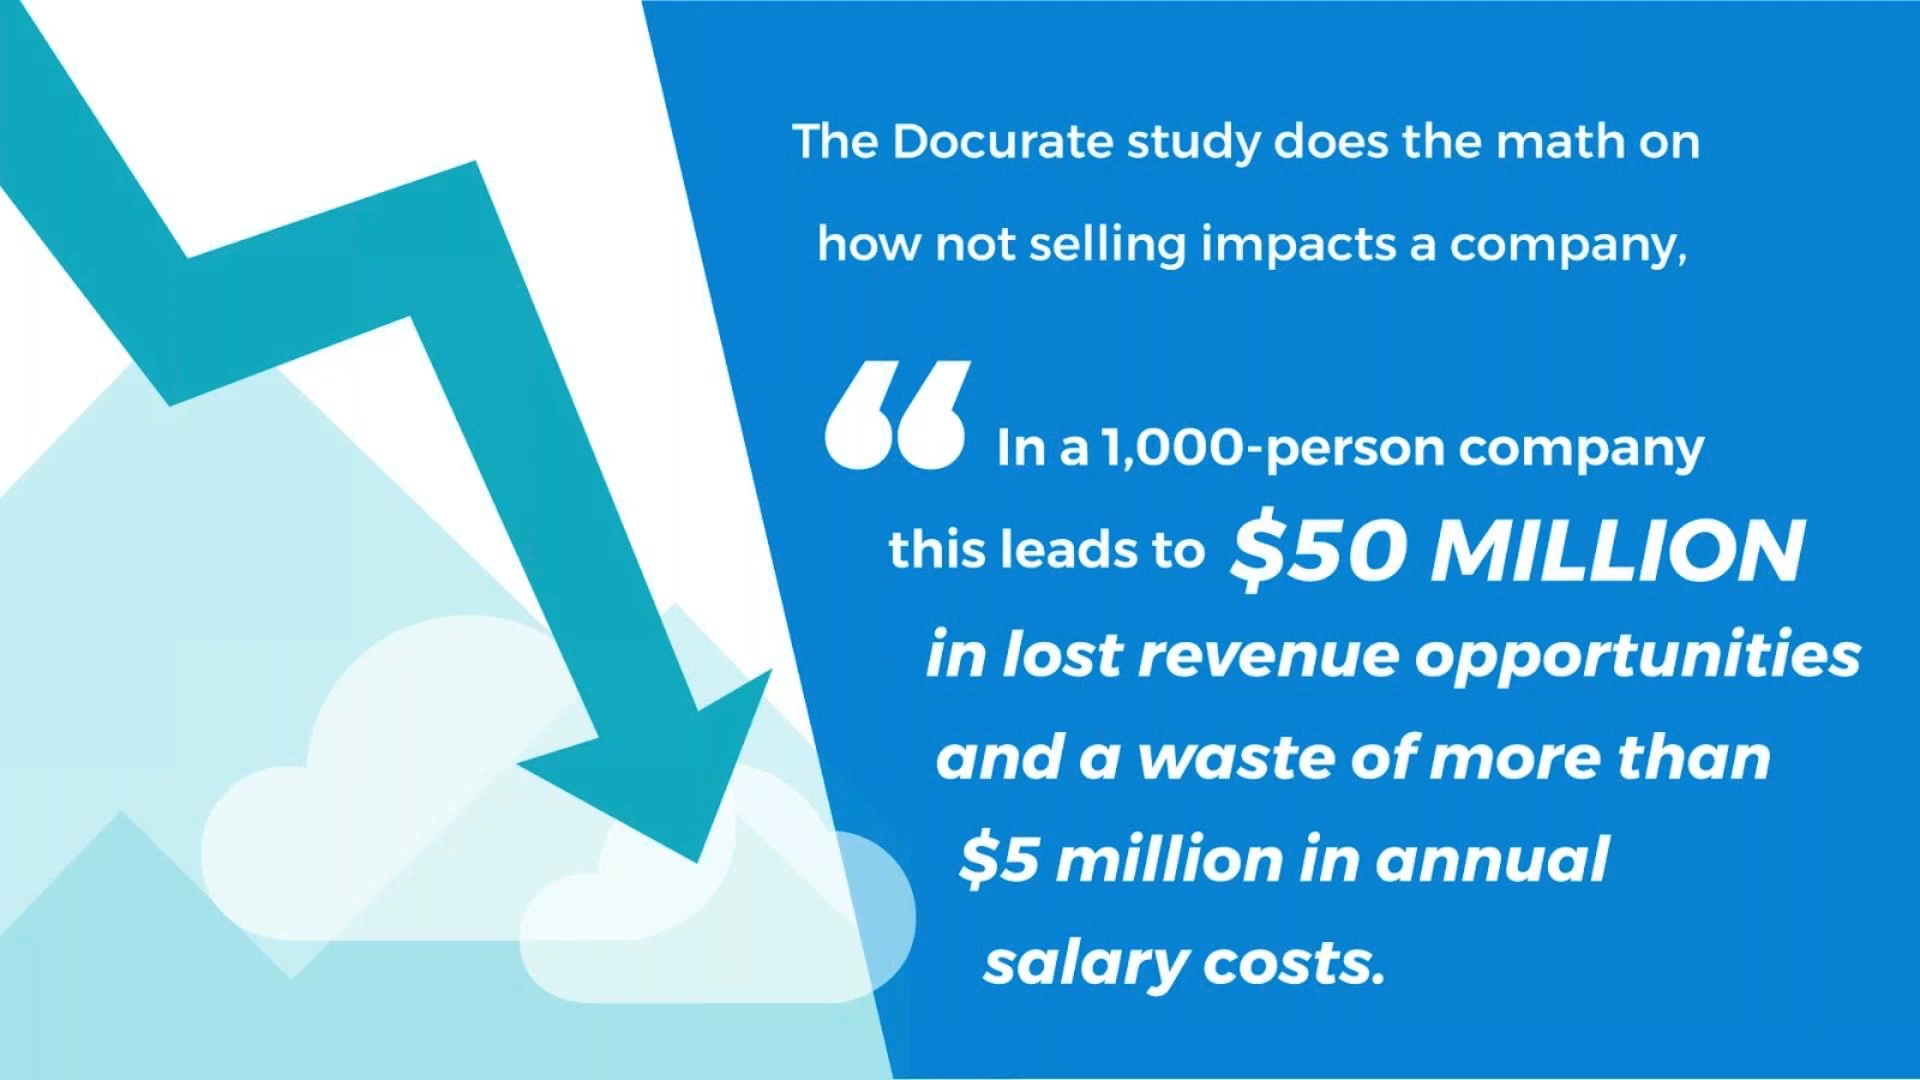 The Docurate study does the math on
how not selling impacts a company,
“ In a 1,000-person company
this leads to $50 MILLION
in lost revenue opportunities
and a waste of more than
$5 million in annual
salary costs.